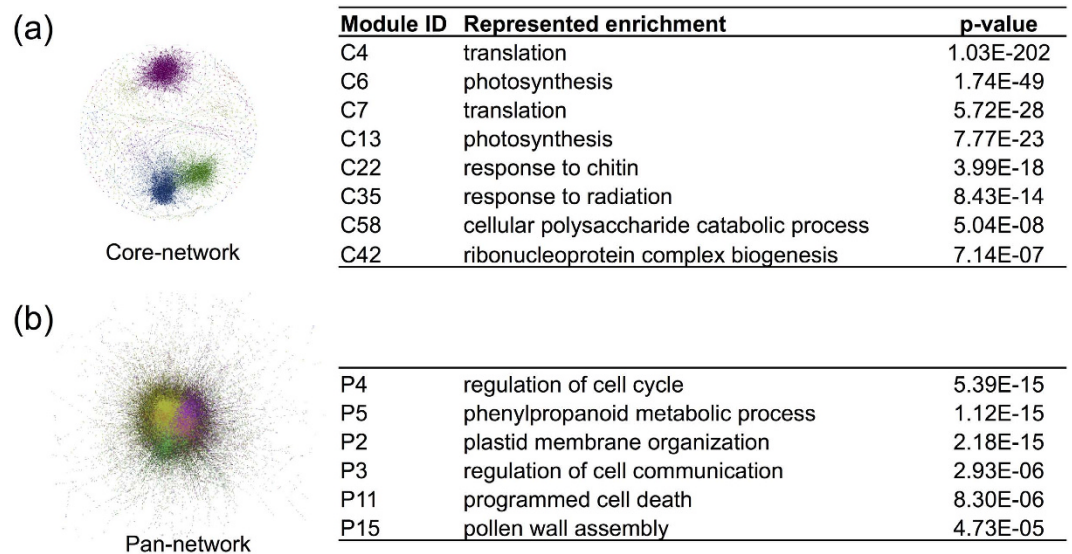 (a)
Module ID Represented enrichment p-value
C4 translation 1.03E-202
C6 photosynthesis 1.74E-49
C7 translation 5.72E-28
C13 photosynthesis 7.77E-23
C22 response to chitin 3.99E-18
C35 response to radiation 8.43E-14
C58 cellular polysaccharide catabolic process 5.04E-08
C42 ribonucleoprotein complex biogenesis 7.14E-07
Core-network
(b)
P4 regulation of cell cycle 5.39E-15
P5 phenylpropanoid metabolic process 1.12E-15
P2 plastid membrane organization 2.18E-15
P3 regulation of cell communication 2.93E-06
P11 programmed cell death 8.30E-06
P15 pollen wall assembly 4.73E-05
Pan-network